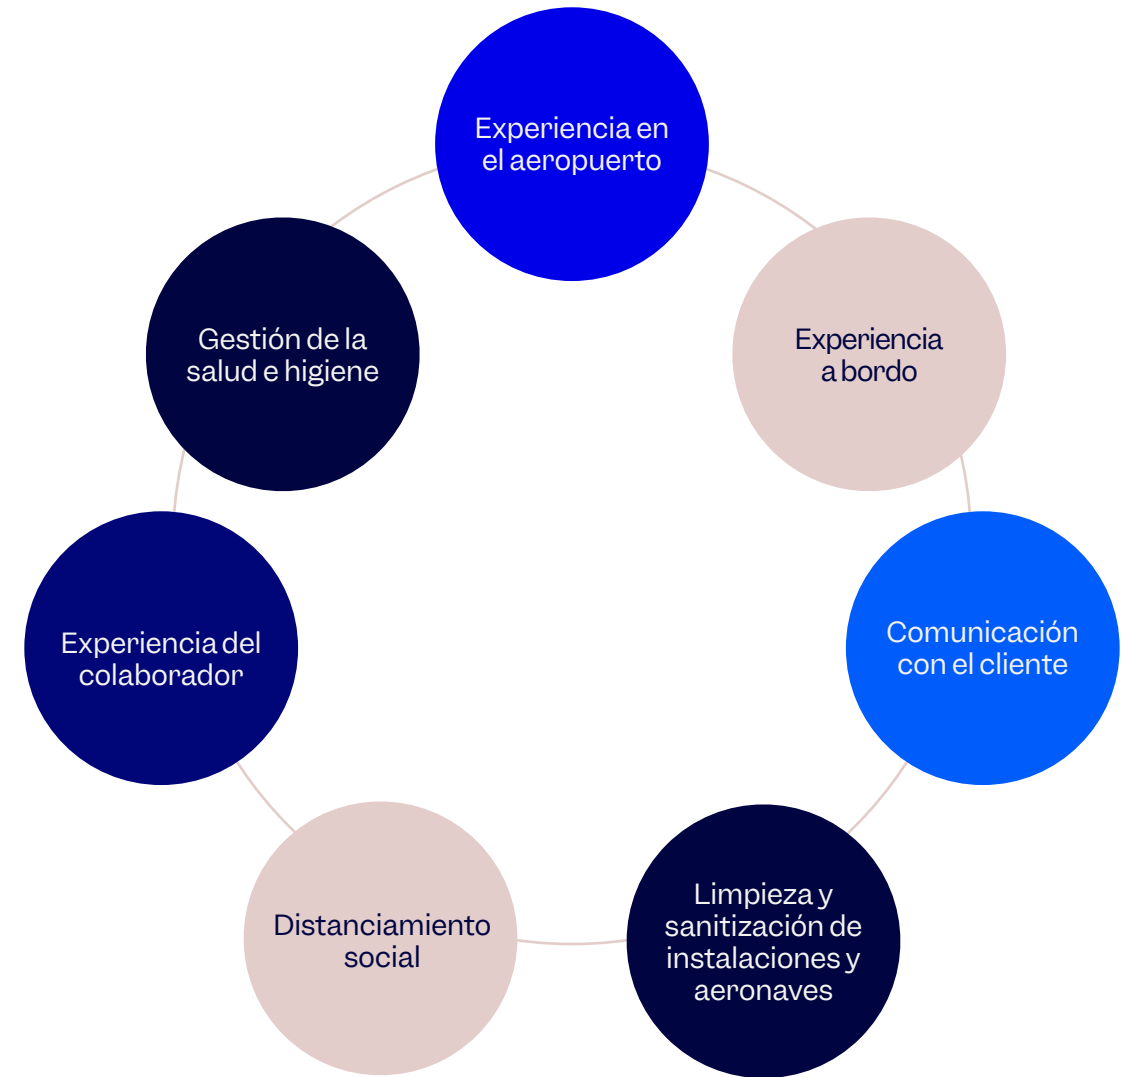 Experiencia en
el aeropuerto
Experiencia
a bordo
Comunicación
con el cliente
Limpieza y
sanitización de
instalaciones y
aeronaves
Distanciamiento
social
Experiencia del
colaborador
Gestión de la
salud e higiene